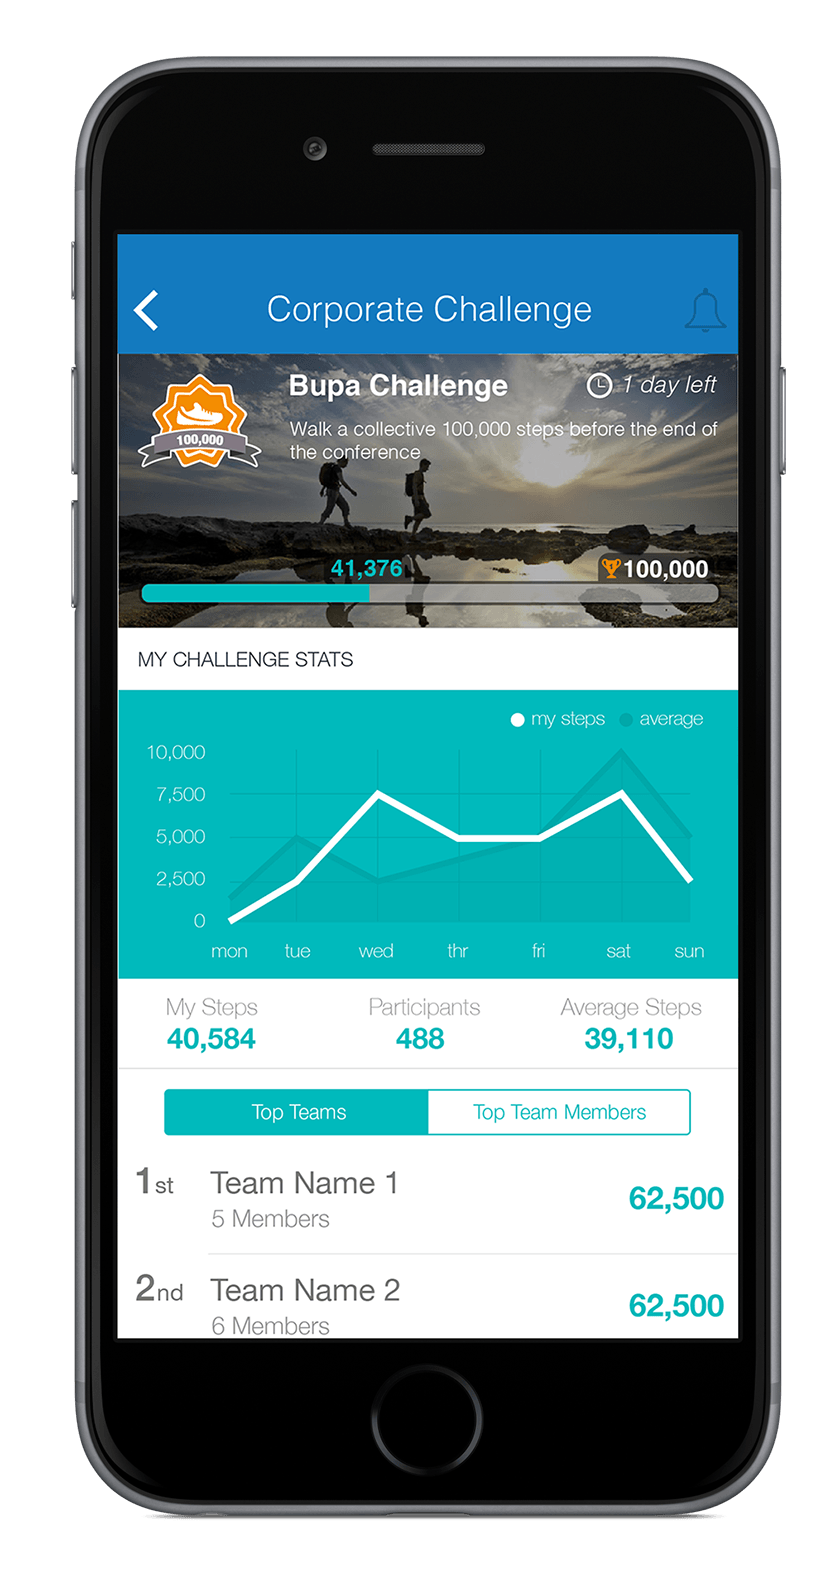 Corporate Challenge
Bupa Challenge
1 day left
Walk a collective 100,000 steps before the end of
the conference
100,000
41,376
100,000
MY CHALLENGE STATS
my steps
average
10,000
7,500
5,000
2,500
0
mon tue wed thr fri sat sun
My Steps Participants Average Steps
40,584 488 39,110
Top Teams Top Team Members
1st Team Name 1
5 Members
62,500
2nd Team Name 2
6 Members
62,500